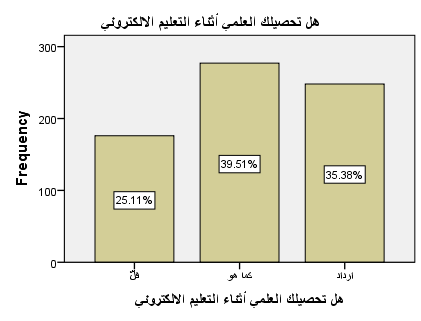 هل تحصيلك العلمي أثناء التعليم الالكتروني
Frequency
300
200
100
0
25.11%
39.51%
35.38%
قلّ
كما هو
ازداد
هل تحصيلك العلمي أثناء التعليم الالكتروني